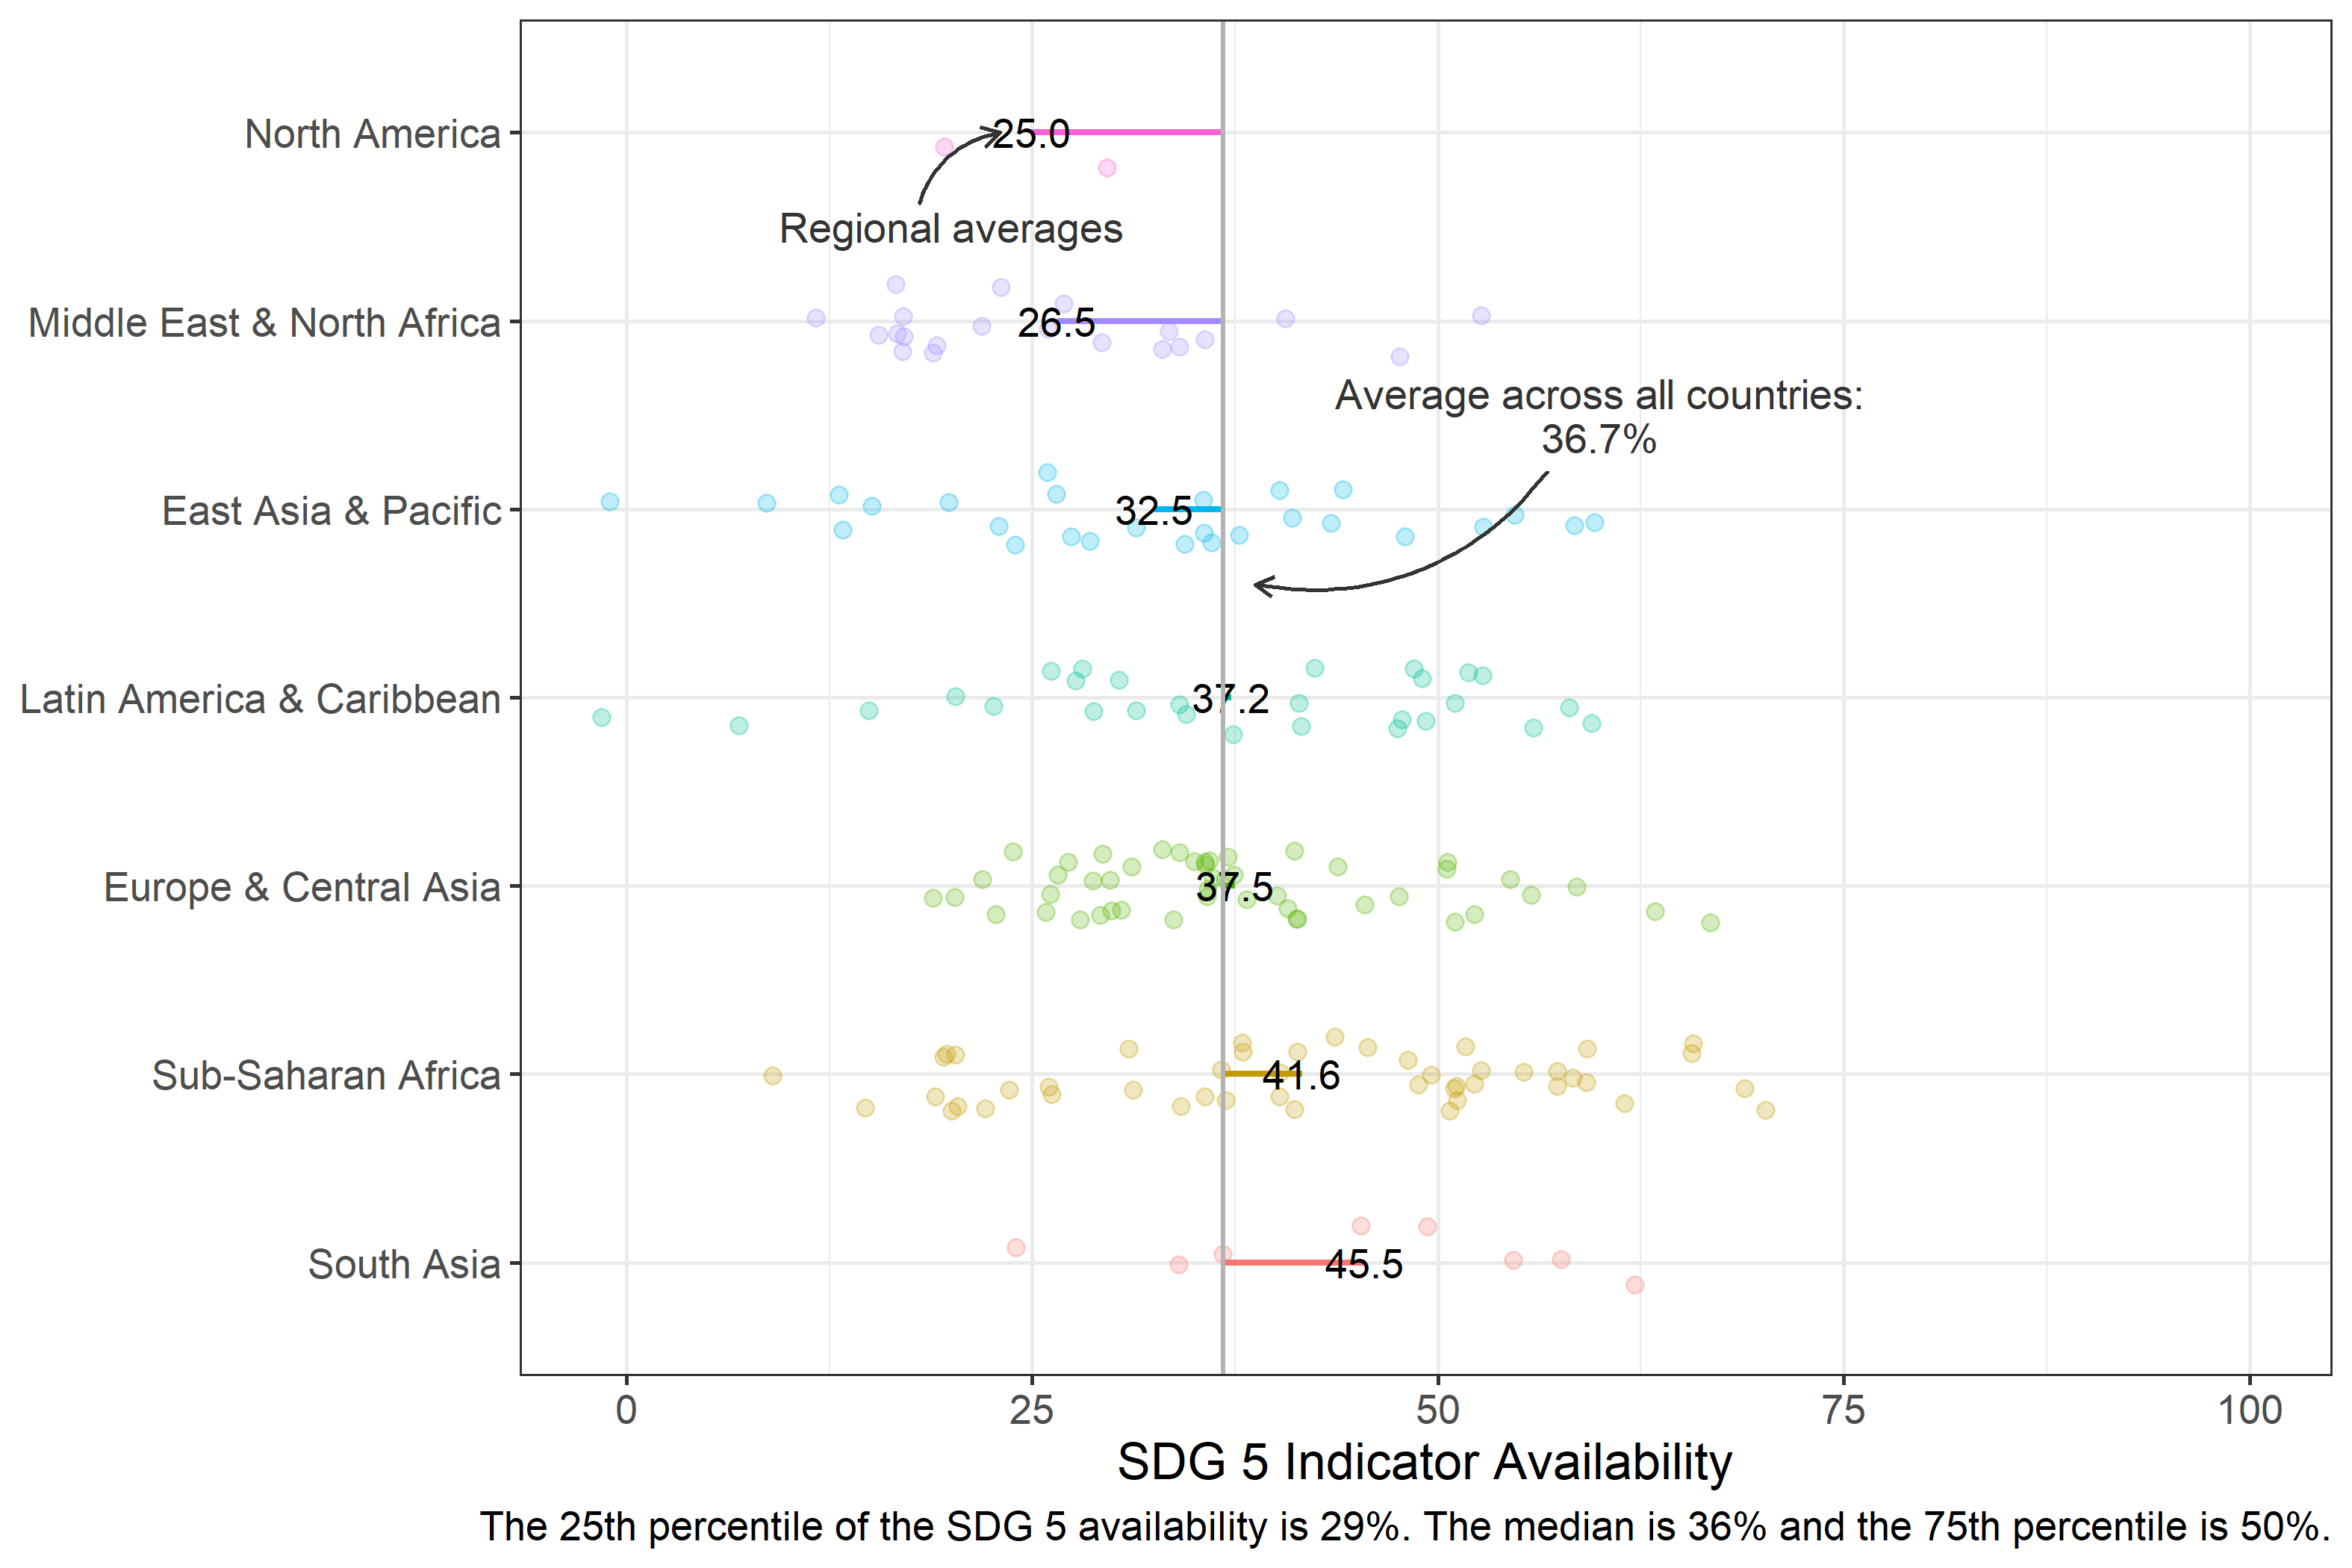 North America
25.0
Regional averages
Middle East & North Africa
26.5
Average across all countries:
36.7%
East Asia & Pacific
32.5
Latin America & Caribbean
37.2
Europe & Central Asia
37.5
Sub-Saharan Africa
41.6
South Asia
45.5
0 25 50 75 100
SDG 5 Indicator Availability
The 25th percentile of the SDG 5 availability is 29%. The median is 36% and the 75th percentile is 50%.